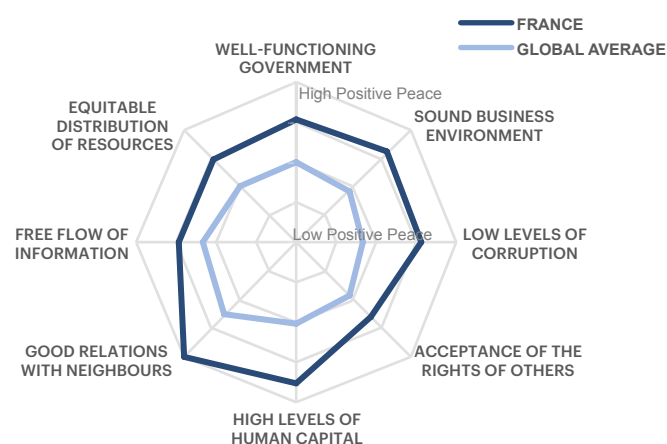 FRANCE
GLOBAL AVERAGE
WELL-FUNCTIONING
GOVERNMENT
High Positive Peace
EQUITABLE
DISTRIBUTION
OF RESOURCES
SOUND BUSINESS
ENVIRONMENT
FREE FLOW OF
INFORMATION
Low Positive Peace
LOW LEVELS OF
CORRUPTION
GOOD RELATIONS
WITH NEIGHBOURS
ACCEPTANCE OF THE
RIGHTS OF OTHERS
HIGH LEVELS OF
HUMAN CAPITAL